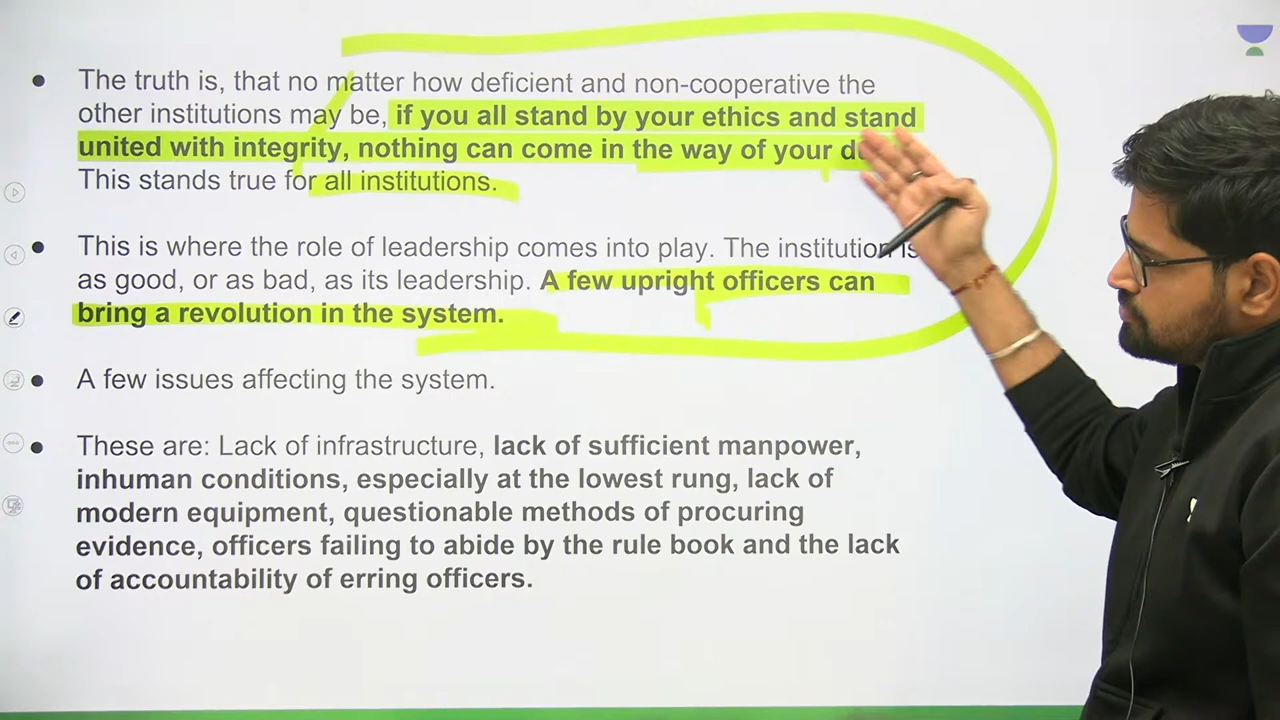 The truth is, that no matter how deficient and non-cooperative the
other institutions may be, if you all stand by your ethics and stand
united with integrity, nothing can come in the way of your
This stands true for all institutions.
This is where the role of leadership comes into play. The institution is
as good, or as bad, as its leadership. A few upright officers can
bring a revolution in the system.
A few issues affecting the system.
These are: Lack of infrastructure, lack of sufficient manpower,
inhuman conditions, especially at the lowest rung, lack of
modern equipment, questionable methods of procuring
evidence, officers failing to abide by the rule book and the lack
of accountability of erring officers.